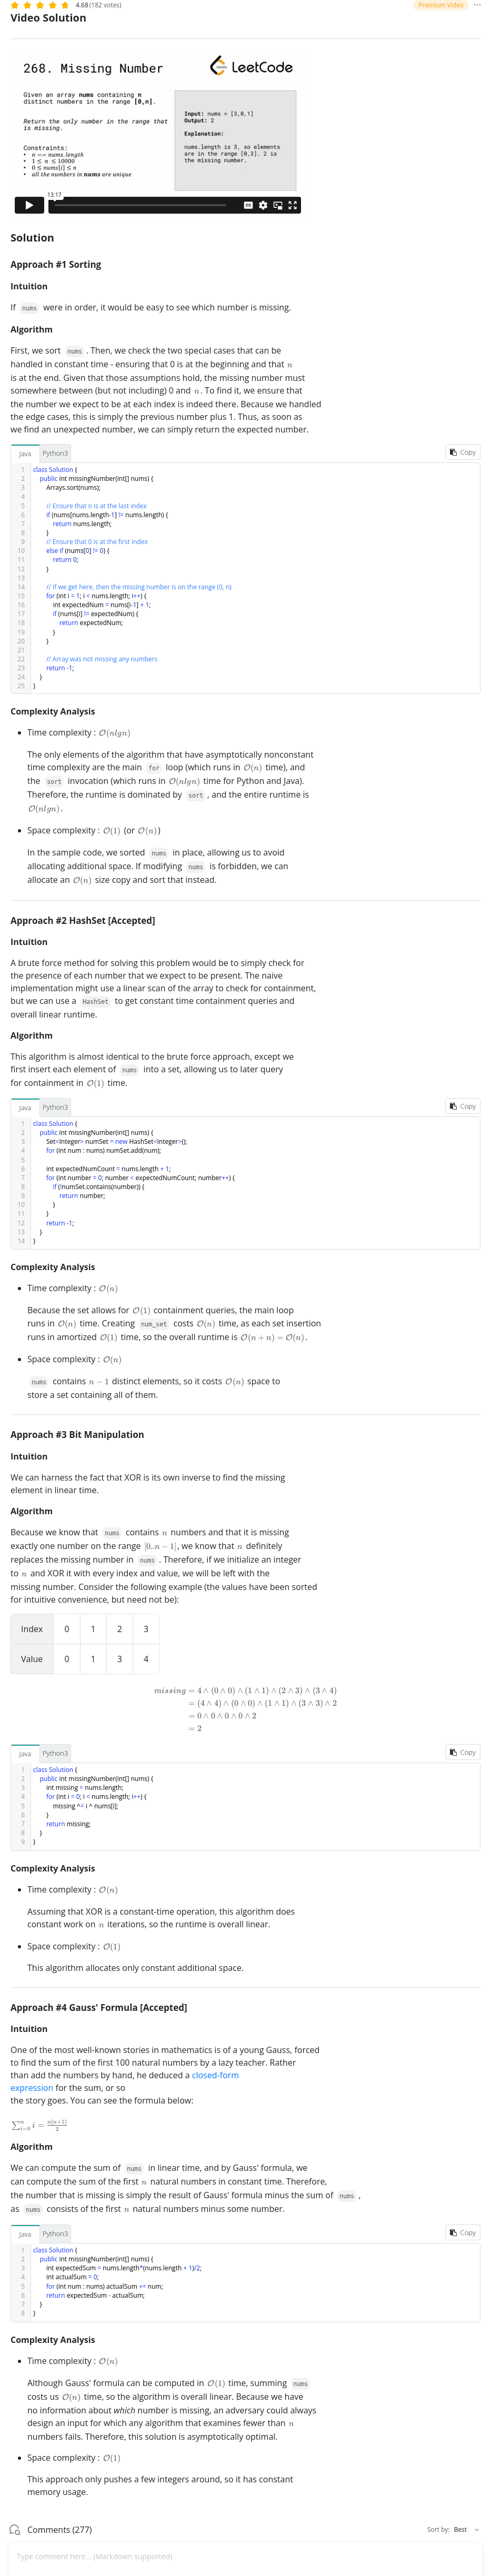 4.68 (182 votes)
Premium Video
Video Solution
268. Missing Number
LeetCode
Given an array nums containing n
distinct numbers in the range [0,n].
Return the only number in the range that
is missing.
Constraints:
• n == nums.length
• 1 ≤ n ≤ 10000
• 0 ≤ nums[i] ≤ n
• all the numbers in nums are unique
Input: nums = [3,0,1]
Output: 2
Explanation:
nums.length is 3, so elements
are in the range [0,3]. 2 is
the missing number.
13:17
Solution
Approach #1 Sorting
Intuition
If nums were in order, it would be easy to see which number is missing.
Algorithm
First, we sort nums . Then, we check the two special cases that can be
handled in constant time - ensuring that 0 is at the beginning and that n
is at the end. Given that those assumptions hold, the missing number must
somewhere between (but not including) 0 and n. To find it, we ensure that
the number we expect to be at each index is indeed there. Because we handled
the edge cases, this is simply the previous number plus 1. Thus, as soon as
we find an unexpected number, we can simply return the expected number.
Java Python3 Copy
1 class Solution {
2 public int missingNumber(int[] nums) {
3 Arrays.sort(nums);
4
5 // Ensure that n is at the last index
6 if (nums[nums.length-1] != nums.length) {
7 return nums.length;
8 }
9 // Ensure that 0 is at the first index
10 else if (nums[0] != 0) {
11 return 0;
12 }
13
14 // If we get here, then the missing number is on the range (0, n)
15 for (int i = 1; i < nums.length; i++) {
16 int expectedNum = nums[i-1] + 1;
17 if (nums[i] != expectedNum) {
18 return expectedNum;
19 }
20 }
21
22 // Array was not missing any numbers
23 return -1;
24 }
25 }
Complexity Analysis
• Time complexity : O(nlgn)
The only elements of the algorithm that have asymptotically nonconstant
time complexity are the main for loop (which runs in O(n) time), and
the sort invocation (which runs in O(nlgn) time for Python and Java).
Therefore, the runtime is dominated by sort , and the entire runtime is
O(nlgn).
• Space complexity : O(1) (or O(n))
In the sample code, we sorted nums in place, allowing us to avoid
allocating additional space. If modifying nums is forbidden, we can
allocate an O(n) size copy and sort that instead.
Approach #2 HashSet [Accepted]
Intuition
A brute force method for solving this problem would be to simply check for
the presence of each number that we expect to be present. The naive
implementation might use a linear scan of the array to check for containment,
but we can use a HashSet to get constant time containment queries and
overall linear runtime.
Algorithm
This algorithm is almost identical to the brute force approach, except we
first insert each element of nums into a set, allowing us to later query
for containment in O(1) time.
Java Python3 Copy
1 class Solution {
2 public int missingNumber(int[] nums) {
3 Set<Integer> numSet = new HashSet<Integer>();
4 for (int num : nums) numSet.add(num);
5
6 int expectedNumCount = nums.length + 1;
7 for (int number = 0; number < expectedNumCount; number++) {
8 if (!numSet.contains(number)) {
9 return number;
10 }
11 }
12 return -1;
13 }
14 }
Complexity Analysis
• Time complexity : O(n)
Because the set allows for O(1) containment queries, the main loop
runs in O(n) time. Creating num_set costs O(n) time, as each set insertion
runs in amortized O(1) time, so the overall runtime is O(n + n) = O(n).
• Space complexity : O(n)
nums contains n − 1 distinct elements, so it costs O(n) space to
store a set containing all of them.
Approach #3 Bit Manipulation
Intuition
We can harness the fact that XOR is its own inverse to find the missing
element in linear time.
Algorithm
Because we know that nums contains n numbers and that it is missing
exactly one number on the range [0..n − 1], we know that n definitely
replaces the missing number in nums . Therefore, if we initialize an integer
to n and XOR it with every index and value, we will be left with the
missing number. Consider the following example (the values have been sorted
for intuitive convenience, but need not be):
Index 0 1 2 3
Value 0 1 3 4
missing = 4 ∧ (0 ∧ 0) ∧ (1 ∧ 1) ∧ (2 ∧ 3) ∧ (3 ∧ 4)
= (4 ∧ 4) ∧ (0 ∧ 0) ∧ (1 ∧ 1) ∧ (3 ∧ 3) ∧ 2
= 0 ∧ 0 ∧ 0 ∧ 0 ∧ 2
= 2
Java Python3 Copy
1 class Solution {
2 public int missingNumber(int[] nums) {
3 int missing = nums.length;
4 for (int i = 0; i < nums.length; i++) {
5 missing ^= i ^ nums[i];
6 }
7 return missing;
8 }
9 }
Complexity Analysis
• Time complexity : O(n)
Assuming that XOR is a constant-time operation, this algorithm does
constant work on n iterations, so the runtime is overall linear.
• Space complexity : O(1)
This algorithm allocates only constant additional space.
Approach #4 Gauss' Formula [Accepted]
Intuition
One of the most well-known stories in mathematics is of a young Gauss, forced
to find the sum of the first 100 natural numbers by a lazy teacher. Rather
than add the numbers by hand, he deduced a closed-form
expression for the sum, or so
the story goes. You can see the formula below:
∑ⁿᵢ₌₀ i = n(n+1)/2
Algorithm
We can compute the sum of nums in linear time, and by Gauss' formula, we
can compute the sum of the first n natural numbers in constant time. Therefore,
the number that is missing is simply the result of Gauss' formula minus the sum of nums ,
as nums consists of the first n natural numbers minus some number.
Java Python3 Copy
1 class Solution {
2 public int missingNumber(int[] nums) {
3 int expectedSum = nums.length*(nums.length + 1)/2;
4 int actualSum = 0;
5 for (int num : nums) actualSum += num;
6 return expectedSum - actualSum;
7 }
8 }
Complexity Analysis
• Time complexity : O(n)
Although Gauss' formula can be computed in O(1) time, summing nums
costs us O(n) time, so the algorithm is overall linear. Because we have
no information about which number is missing, an adversary could always
design an input for which any algorithm that examines fewer than n
numbers fails. Therefore, this solution is asymptotically optimal.
• Space complexity : O(1)
This approach only pushes a few integers around, so it has constant
memory usage.
Comments (277)
Sort by: Best
Type comment here... (Markdown supported)